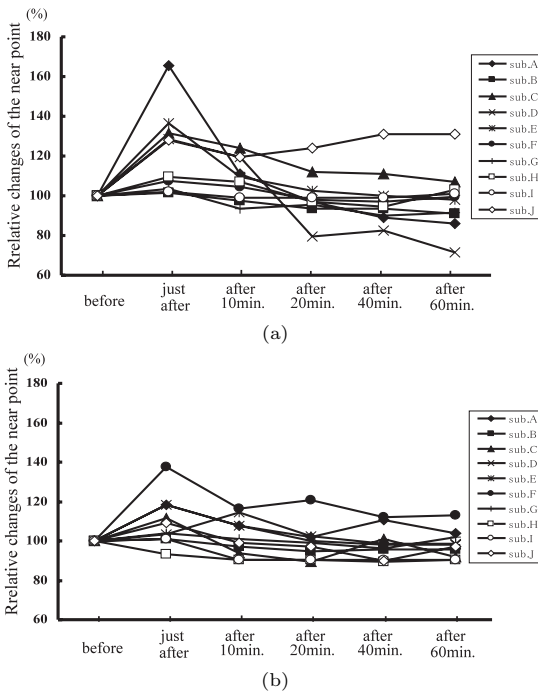 (%)
Rrelative changes of the near point
180
160
140
120
100
80
60
before
just after
after 10min.
after 20min.
after 40min.
after 60min.
sub.A
sub.B
sub.C
sub.D
sub.E
sub.F
sub.G
sub.H
sub.I
sub.J
(a)
(%)
Rrelative changes of the near point
180
160
140
120
100
80
60
before
just after
after 10min.
after 20min.
after 40min.
after 60min.
sub.A
sub.B
sub.C
sub.D
sub.E
sub.F
sub.G
sub.H
sub.I
sub.J
(b)